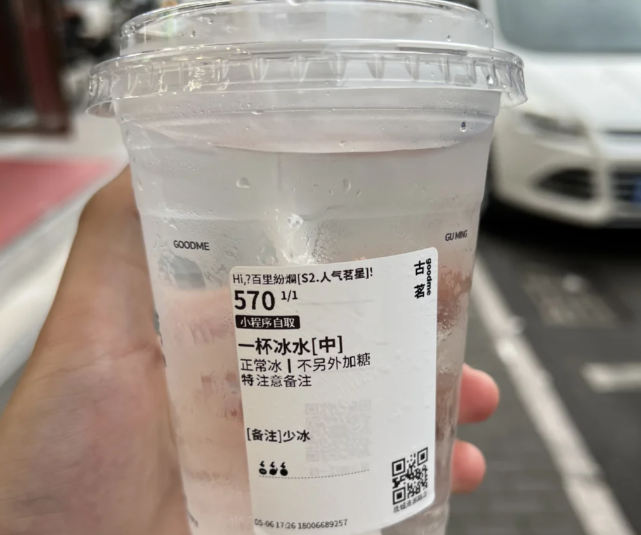 GOODME
GU MING
Hi,?百里纷烟[S2.人气茗星]!
古茗
goodme
570 1/1
小程序自取
一杯冰水[中]
正常冰 | 不另外加糖
特 注意备注
[备注]少冰
05-06 17:26 18006689257